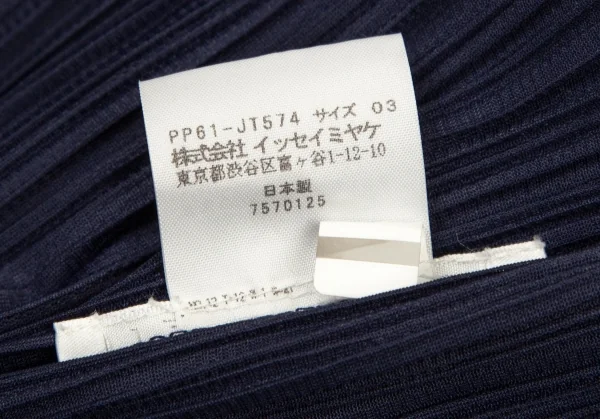 PP61-JT574 サイズ 03
株式会社 イッセイミヤケ
東京都渋谷区富ヶ谷1-12-10
日本製
7570125